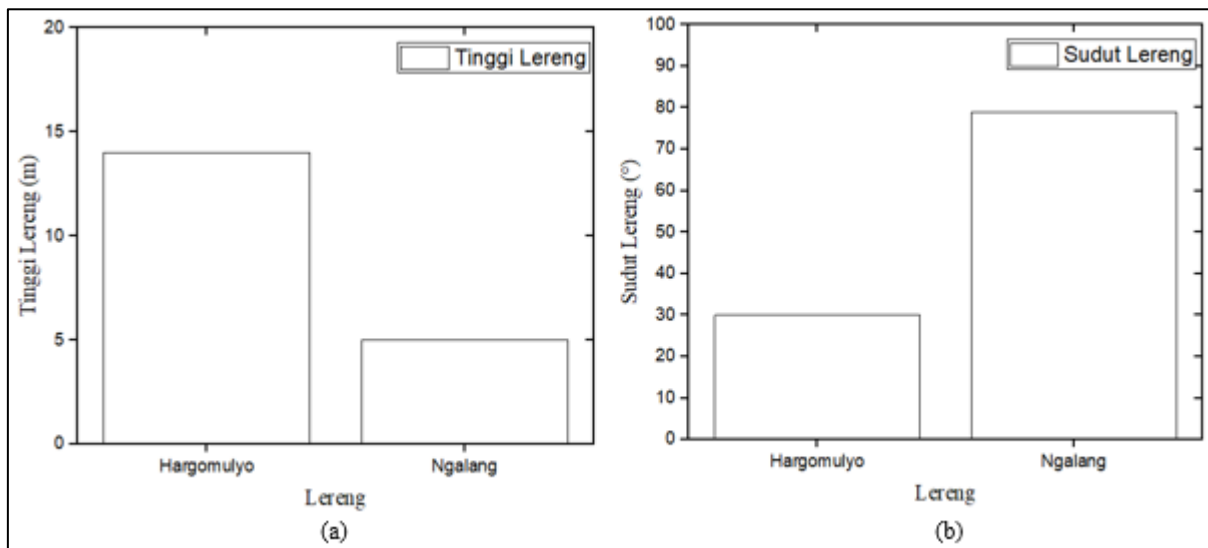 20
15
10
5
0
Tinggi Lereng (m)
Tinggi Lereng
Hargomulyo
Ngalang
Lereng
(a)
100
90
80
70
60
50
40
30
20
10
0
Sudut Lereng (°)
Sudut Lereng
Hargomulyo
Ngalang
Lereng
(b)